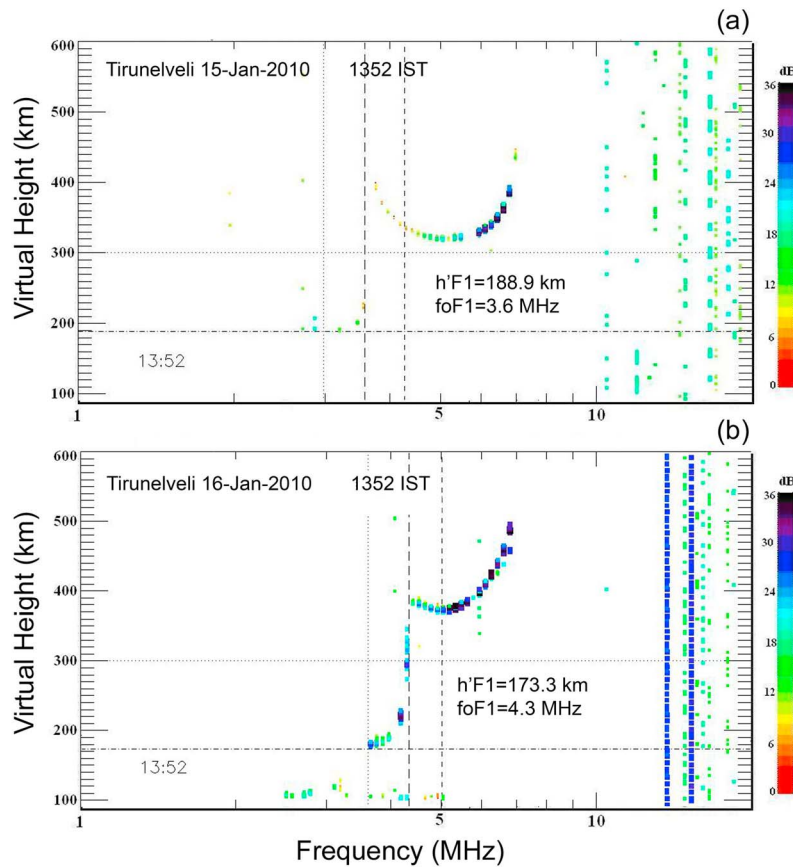 (a)
600
Tirunelveli 15-Jan-2010 1352 IST
dB
36
500
30
400
24
Virtual Height (km)
300
18
h'F1=188.9 km
foF1=3.6 MHz
12
200
6
13:52
100
0
1 5 10
(b)
600
Tirunelveli 16-Jan-2010 1352 IST
dB
36
500
30
400
24
Virtual Height (km)
300
18
h'F1=173.3 km
foF1=4.3 MHz
12
200
6
13:52
100
0
1 5 10
Frequency (MHz)